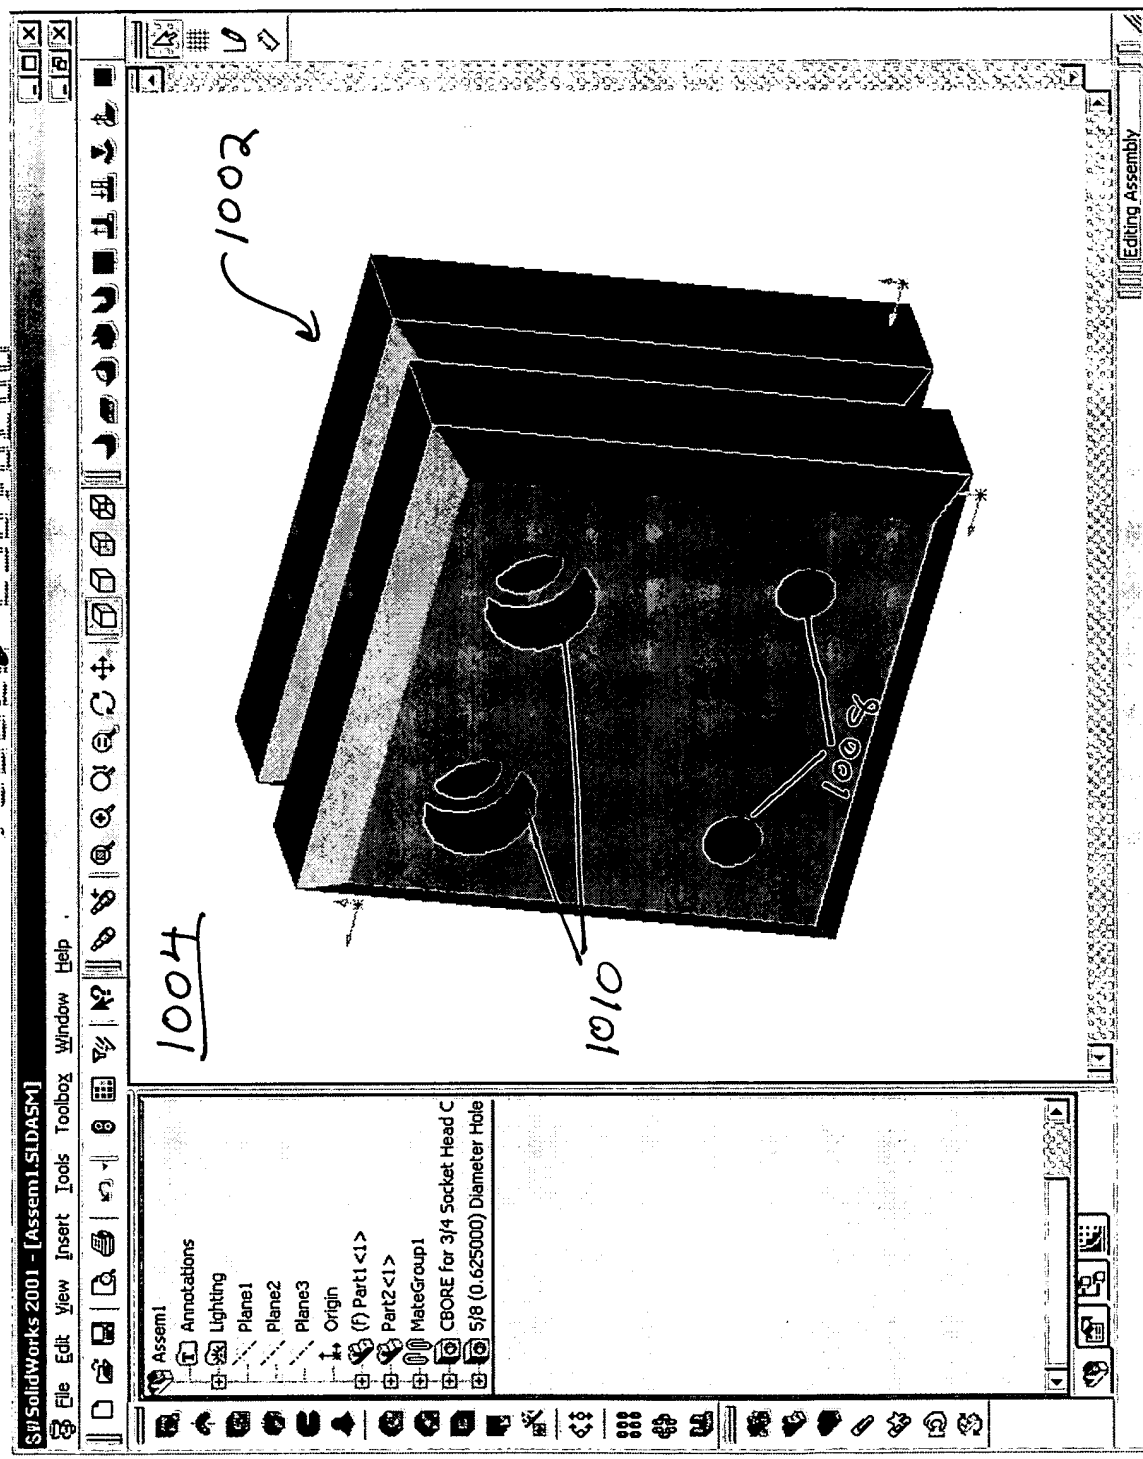 SolidWorks 2001 - [Assem1.SLDASM]
File Edit View Insert Tools Toolbox Window Help
Assem1
Annotations
Lighting
Plane1
Plane2
Plane3
Origin
(f) Part1<1>
Part2<1>
MateGroup1
CBORE for 3/4 Socket Head C
5/8 (0.625000) Diameter Hole
1004
1002
1010
1008
Editing Assembly